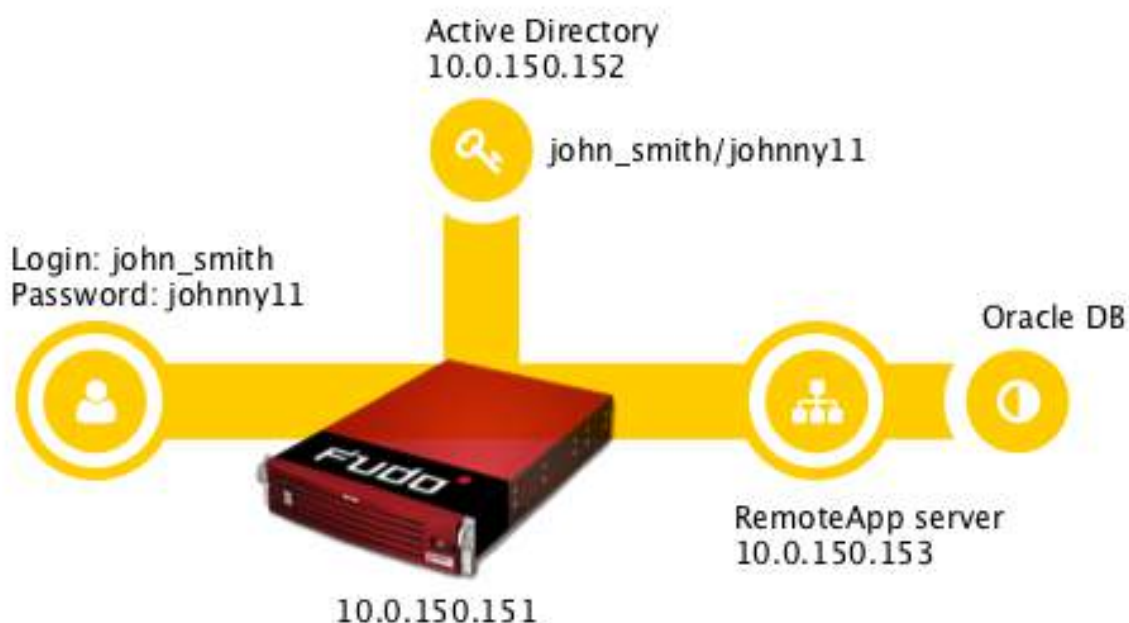 Active Directory
10.0.150.152
john_smith/johnny11
Login: john_smith
Password: johnny11
Oracle DB
FUDO
RemoteApp server
10.0.150.153
10.0.150.151